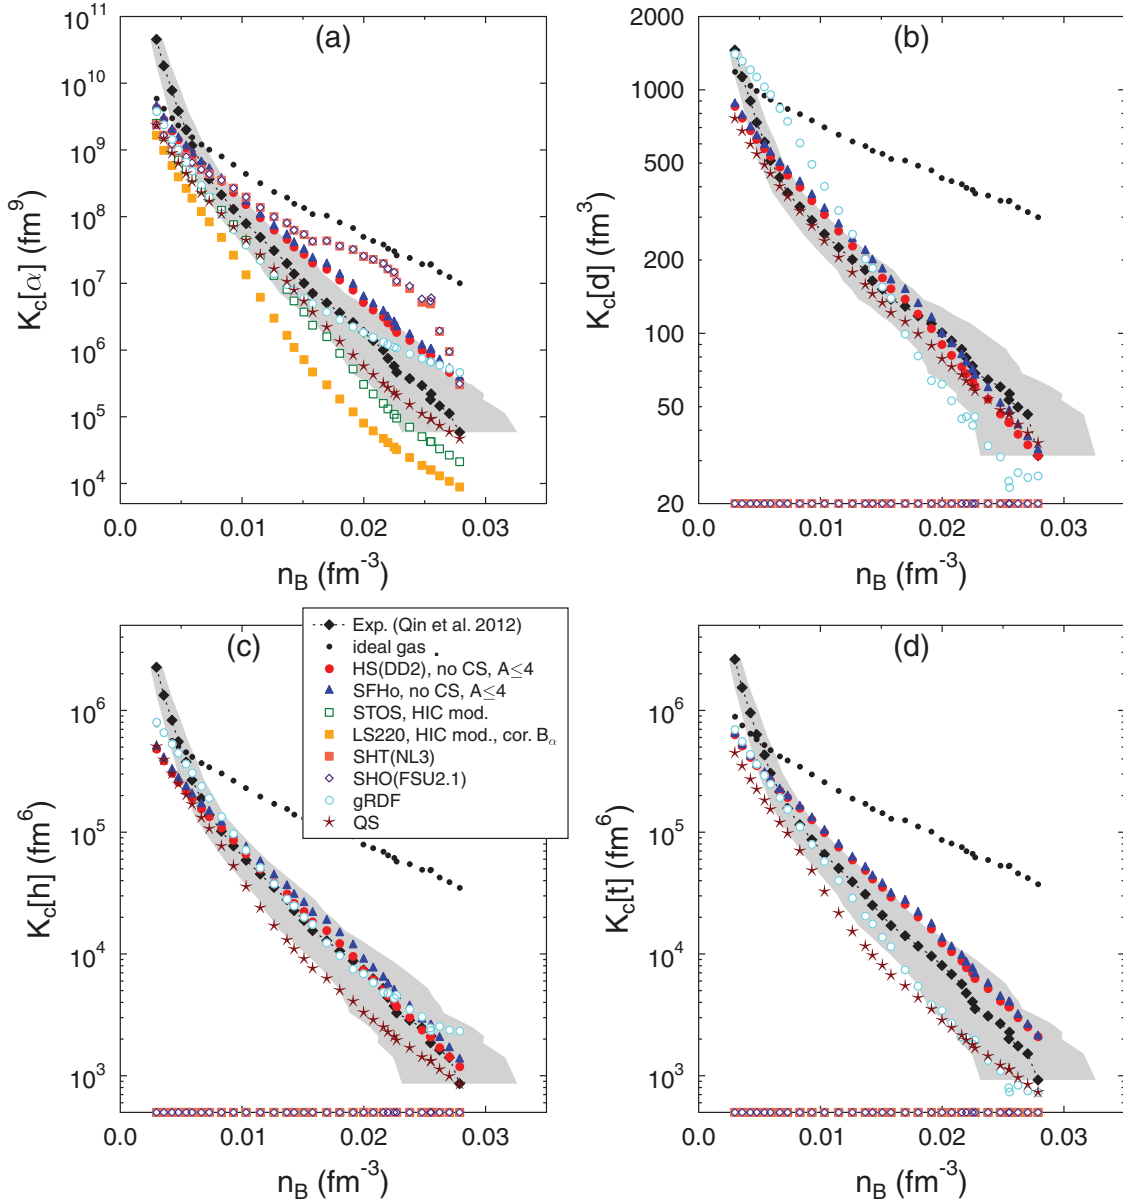 (a)
10^11
10^10
10^9
10^8
10^7
10^6
10^5
10^4
K_c[α] (fm^9)
0.0 0.01 0.02 0.03
n_B (fm^-3)
(b)
2000
1000
500
200
100
50
20
K_c[d] (fm^3)
0.0 0.01 0.02 0.03
n_B (fm^-3)
(c)
10^6
10^5
10^4
10^3
K_c[h] (fm^6)
0.0 0.01 0.02 0.03
n_B (fm^-3)
Exp. (Qin et al. 2012)
ideal gas
HS(DD2), no CS, A≤4
SFHo, no CS, A≤4
STOS, HIC mod.
LS220, HIC mod., cor. B_α
SHT(NL3)
SHO(FSU2.1)
gRDF
QS
(d)
10^6
10^5
10^4
10^3
K_c[t] (fm^6)
0.0 0.01 0.02 0.03
n_B (fm^-3)